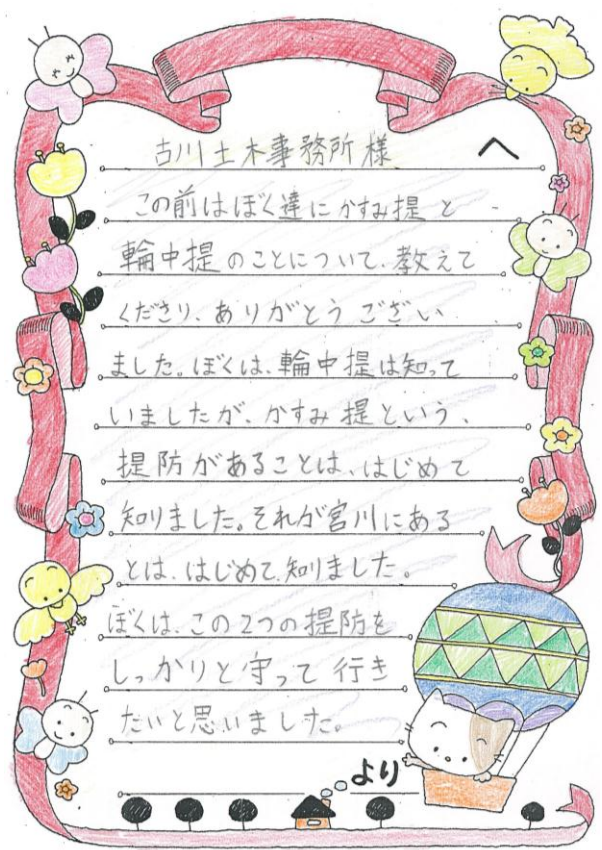 古川土木事務所様 へ
この前はぼく達にかすみ提と
輪中提のことについて、教えて
くださり、ありがとうござい
ました。ぼくは、輪中提は知って
いましたが、かすみ提という、
提防があることは、はじめて
知りました。それが宮川にある
とは、はじめて、知りました。
ぼくは、この2つの提防を
しっかりと守って行き
たいと思いました。
より